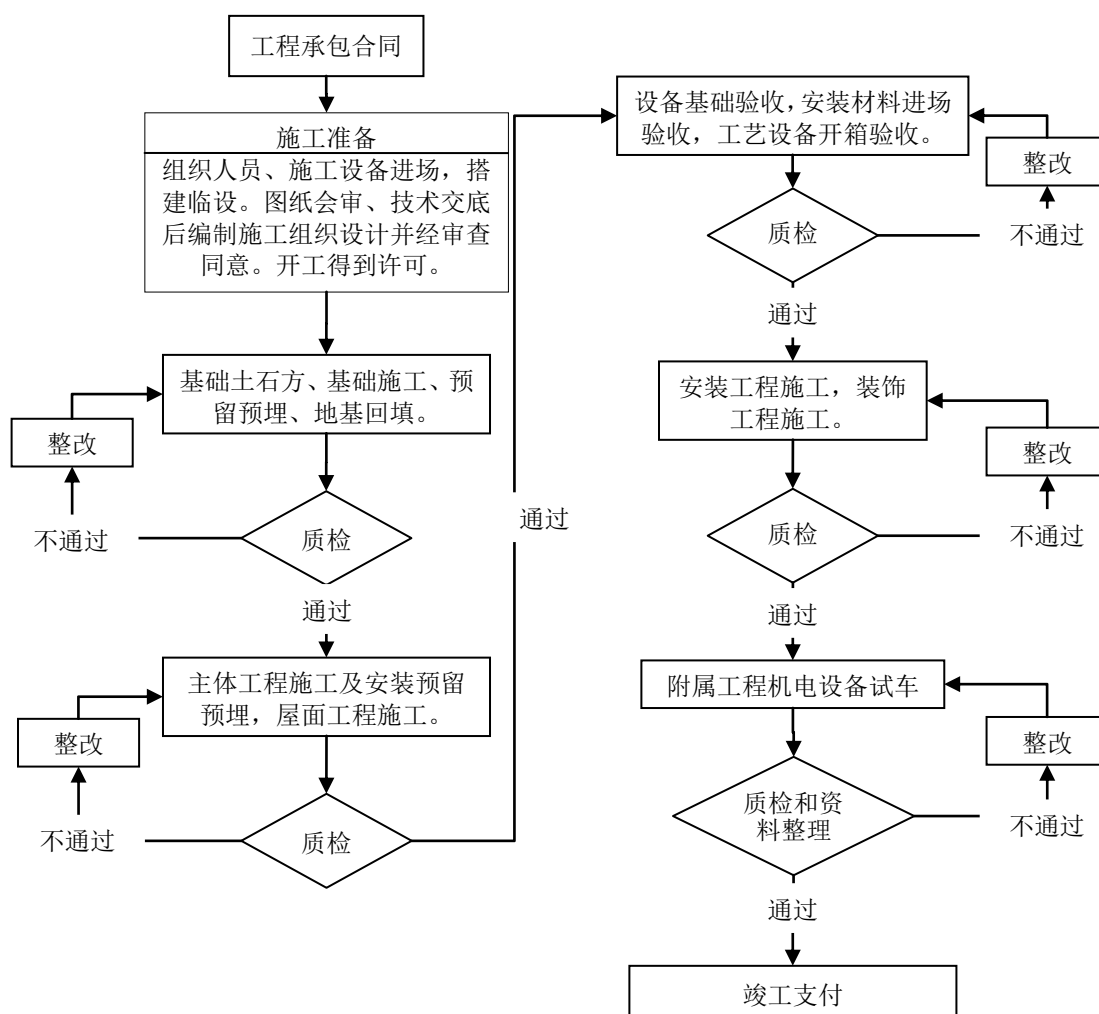 工程承包合同
施工准备
组织人员、施工设备进场，搭
建临设。图纸会审、技术交底
后编制施工组织设计并经审查
同意。开工得到许可。
基础土石方、基础施工、预
留预埋、地基回填。
整改
不通过
质检
通过
主体工程施工及安装预留
预埋，屋面工程施工。
整改
不通过
质检
通过
设备基础验收，安装材料进场
验收，工艺设备开箱验收。
整改
质检
不通过
通过
安装工程施工，装饰
工程施工。
整改
质检
不通过
通过
附属工程机电设备试车
整改
质检和资
料整理
不通过
通过
竣工支付